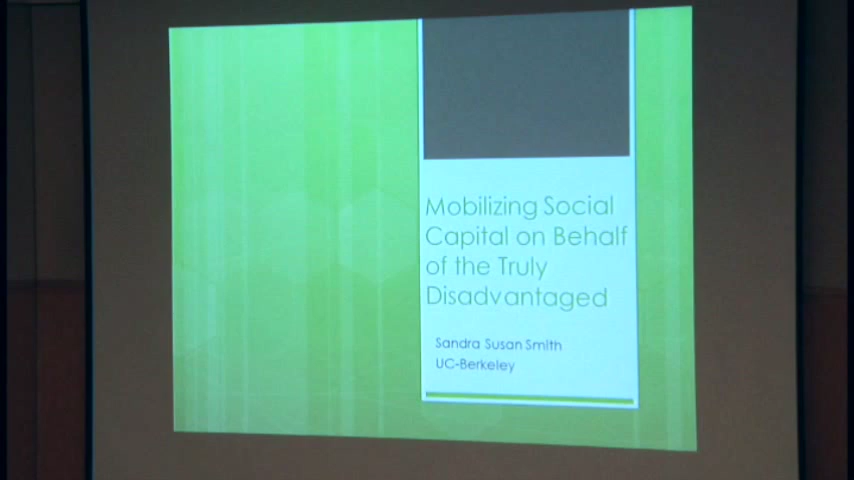 Mobilizing Social
Capital on Behalf
of the Truly
Disadvantaged
Sandra Susan Smith
UC-Berkeley